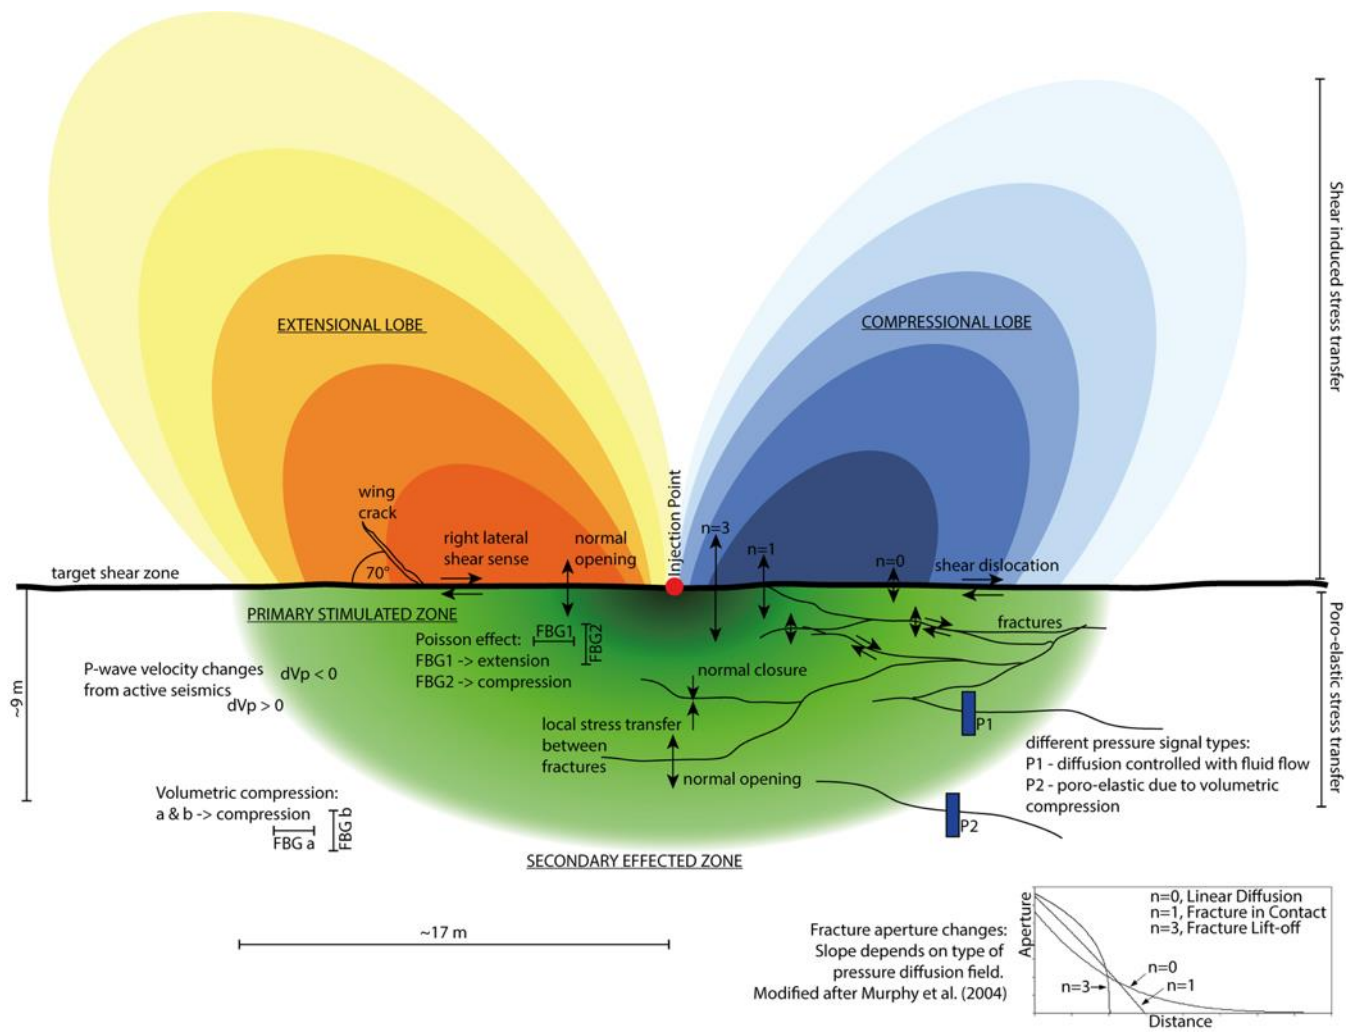 Shear induced stress transfer
EXTENSIONAL LOBE
COMPRESSIONAL LOBE
Injection Point
wing
crack
70°
right lateral
shear sense
normal
opening
n=3
n=1
n=0
shear dislocation
target shear zone
PRIMARY STIMULATED ZONE
Poisson effect:
FBG1 -> extension
FBG2 -> compression
FBG1
FBG2
fractures
Poro-elastic stress transfer
P-wave velocity changes
from active seismics
dVp < 0
dVp > 0
~9 m
normal closure
local stress transfer
between
fractures
normal opening
P1
different pressure signal types:
P1 - diffusion controlled with fluid flow
P2 - poro-elastic due to volumetric
compression
P2
Volumetric compression:
a & b -> compression
FBG a
FBG b
SECONDARY EFFECTED ZONE
~17 m
Fracture aperture changes:
Slope depends on type of
pressure diffusion field.
Modified after Murphy et al. (2004)
Aperture
n=0, Linear Diffusion
n=1, Fracture in Contact
n=3, Fracture Lift-off
n=0
n=3
n=1
Distance